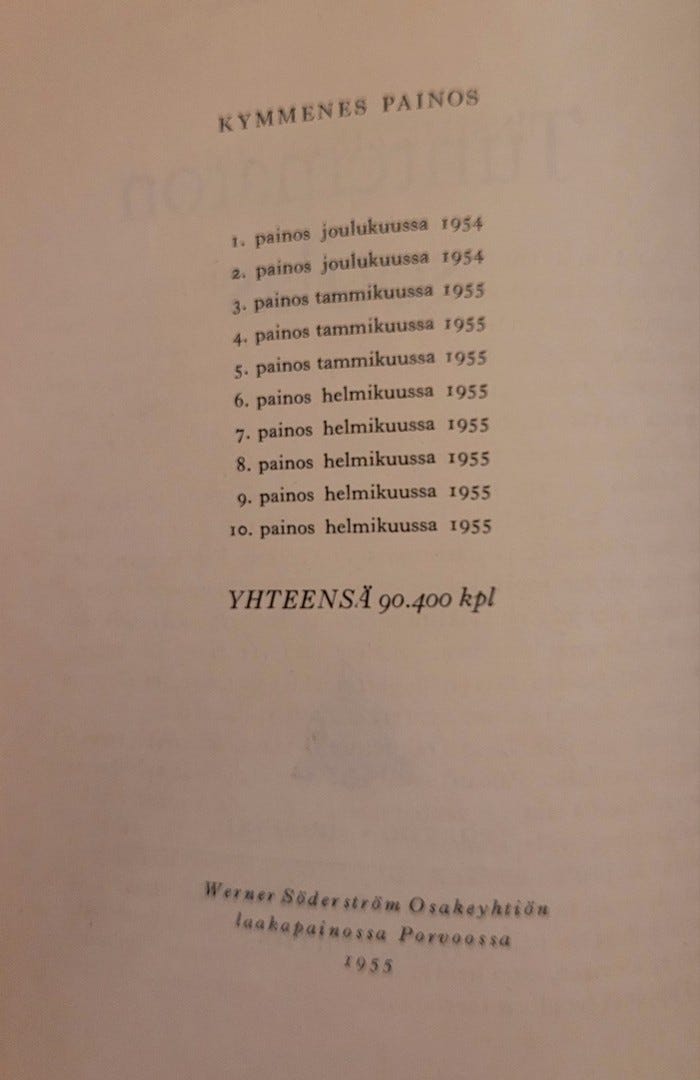 KYMMENES PAINOS
1. painos joulukuussa 1954
2. painos joulukuussa 1954
3. painos tammikuussa 1955
4. painos tammikuussa 1955
5. painos tammikuussa 1955
6. painos helmikuussa 1955
7. painos helmikuussa 1955
8. painos helmikuussa 1955
9. painos helmikuussa 1955
10. painos helmikuussa 1955
YHTEENSÄ 90.400 kpl
Werner Söderström Osakeyhtiön
laakapainossa Porvoossa
1955